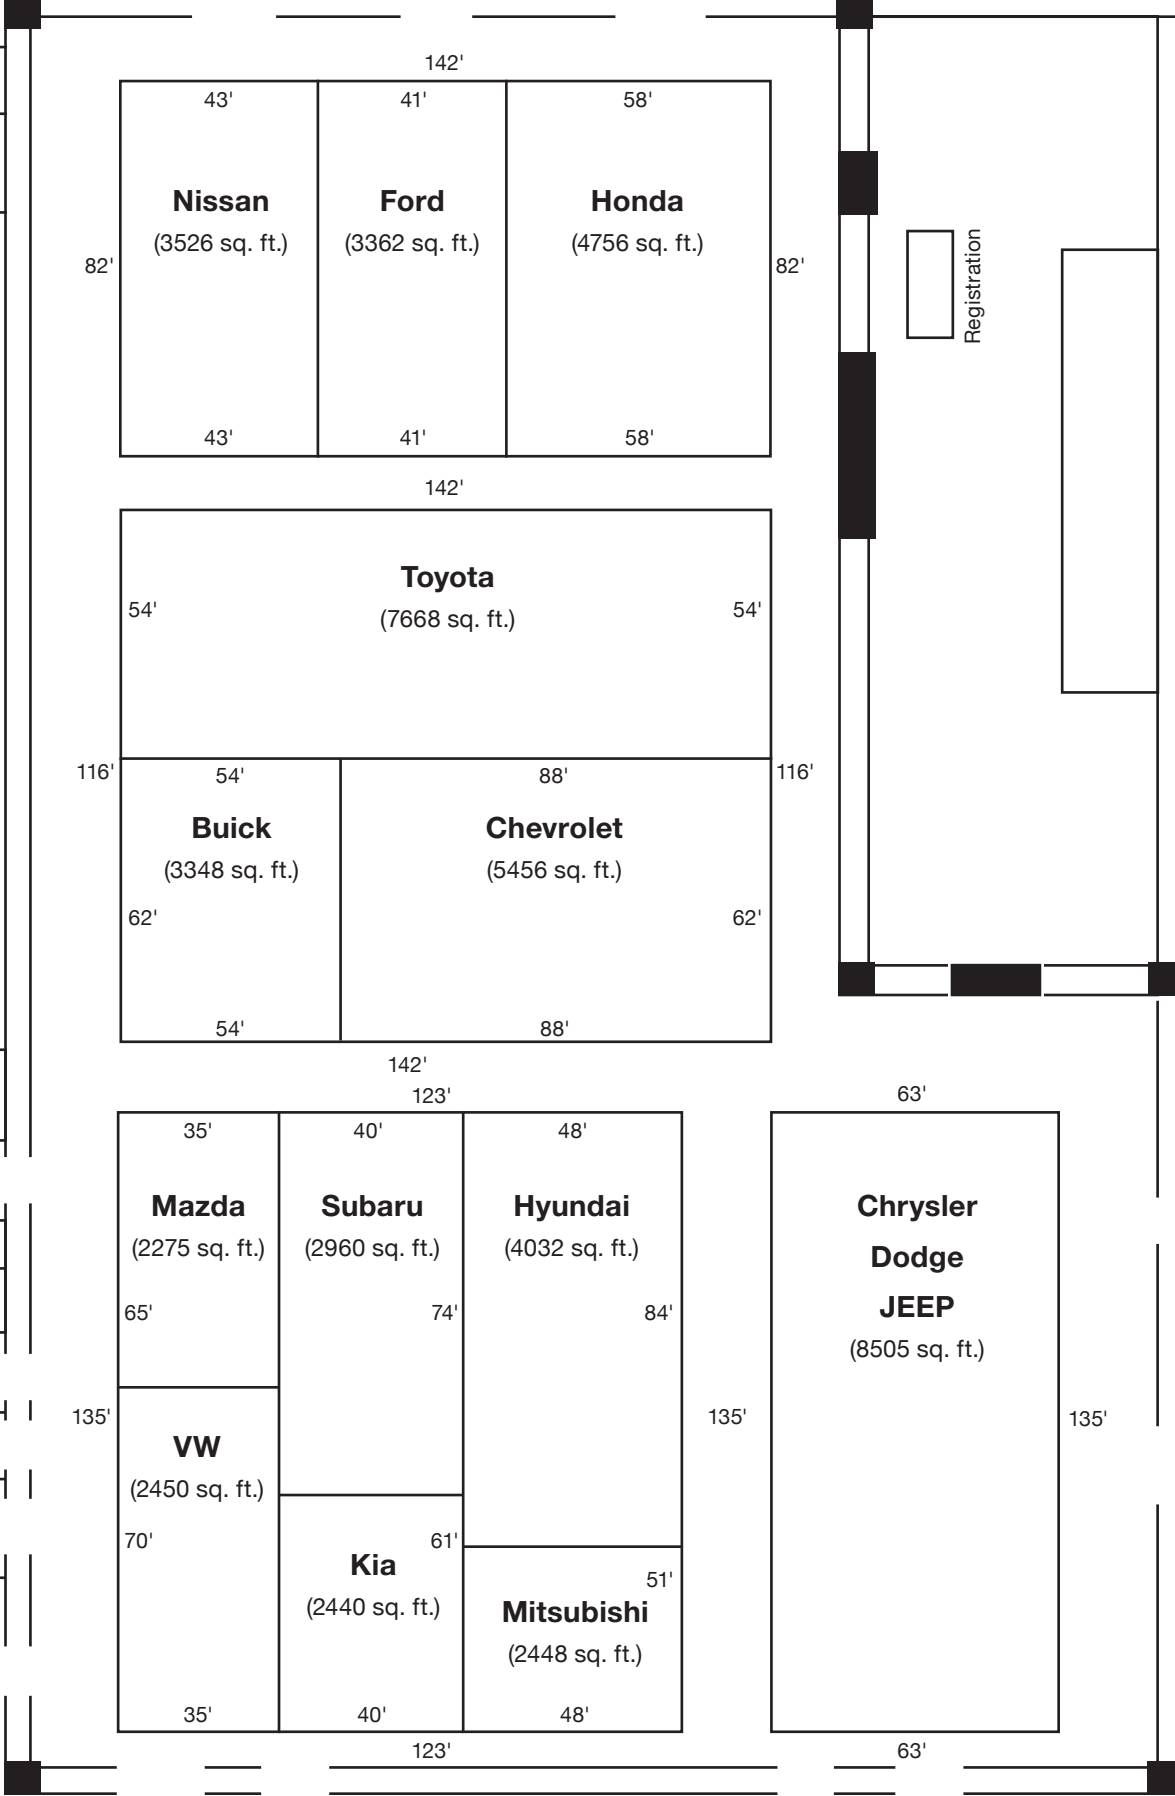 142'
43'
41'
58'
Nissan
(3526 sq. ft.)
Ford
(3362 sq. ft.)
Honda
(4756 sq. ft.)
82'
82'
Registration
43'
41'
58'
142'
Toyota
(7668 sq. ft.)
54'
54'
116'
116'
54'
88'
Buick
(3348 sq. ft.)
Chevrolet
(5456 sq. ft.)
62'
62'
54'
88'
142'
123'
63'
35'
40'
48'
Mazda
(2275 sq. ft.)
Subaru
(2960 sq. ft.)
Hyundai
(4032 sq. ft.)
Chrysler
Dodge
JEEP
(8505 sq. ft.)
65'
74'
84'
135'
135'
135'
VW
(2450 sq. ft.)
70'
61'
Kia
(2440 sq. ft.)
51'
Mitsubishi
(2448 sq. ft.)
35'
40'
48'
123'
63'